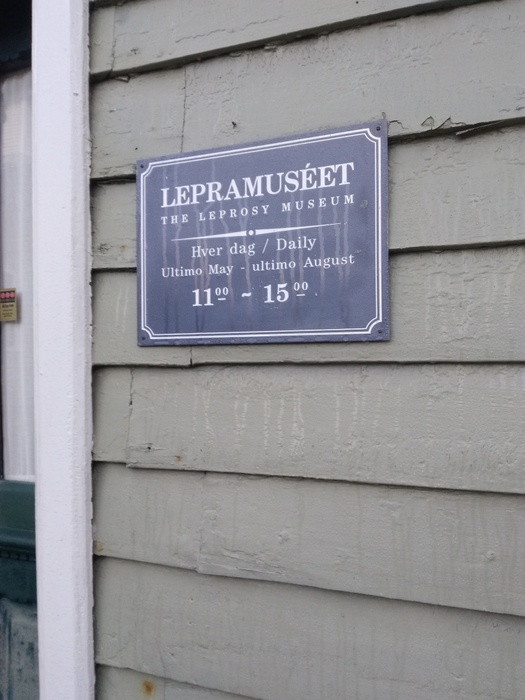 LEPRAMUSÉET
THE LEPROSY MUSEUM
Hver dag / Daily
Ultimo May - ultimo August
11⁰⁰ ~ 15⁰⁰